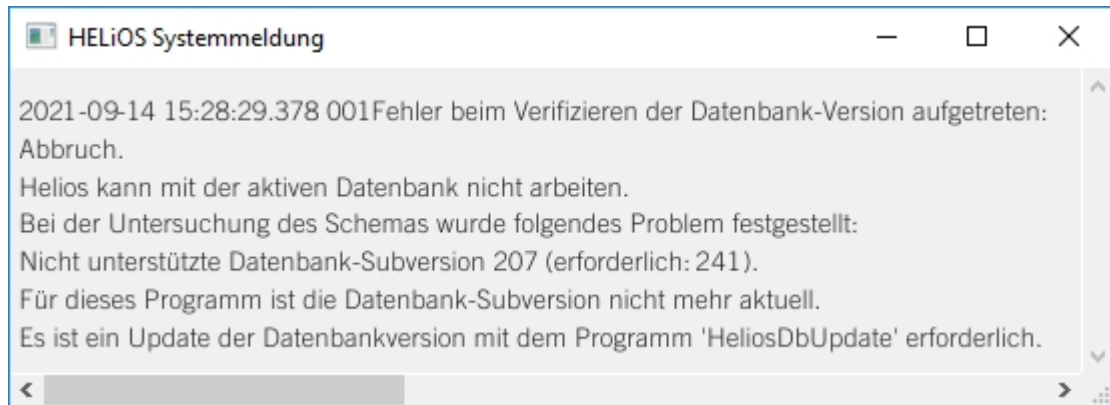 HELiOS Systemmeldung
2021-09-14 15:28:29.378 001Fehler beim Verifizieren der Datenbank-Version aufgetreten:
Abbruch.
Helios kann mit der aktiven Datenbank nicht arbeiten.
Bei der Untersuchung des Schemas wurde folgendes Problem festgestellt:
Nicht unterstützte Datenbank-Subversion 207 (erforderlich: 241).
Für dieses Programm ist die Datenbank-Subversion nicht mehr aktuell.
Es ist ein Update der Datenbankversion mit dem Programm 'HeliosDbUpdate' erforderlich.